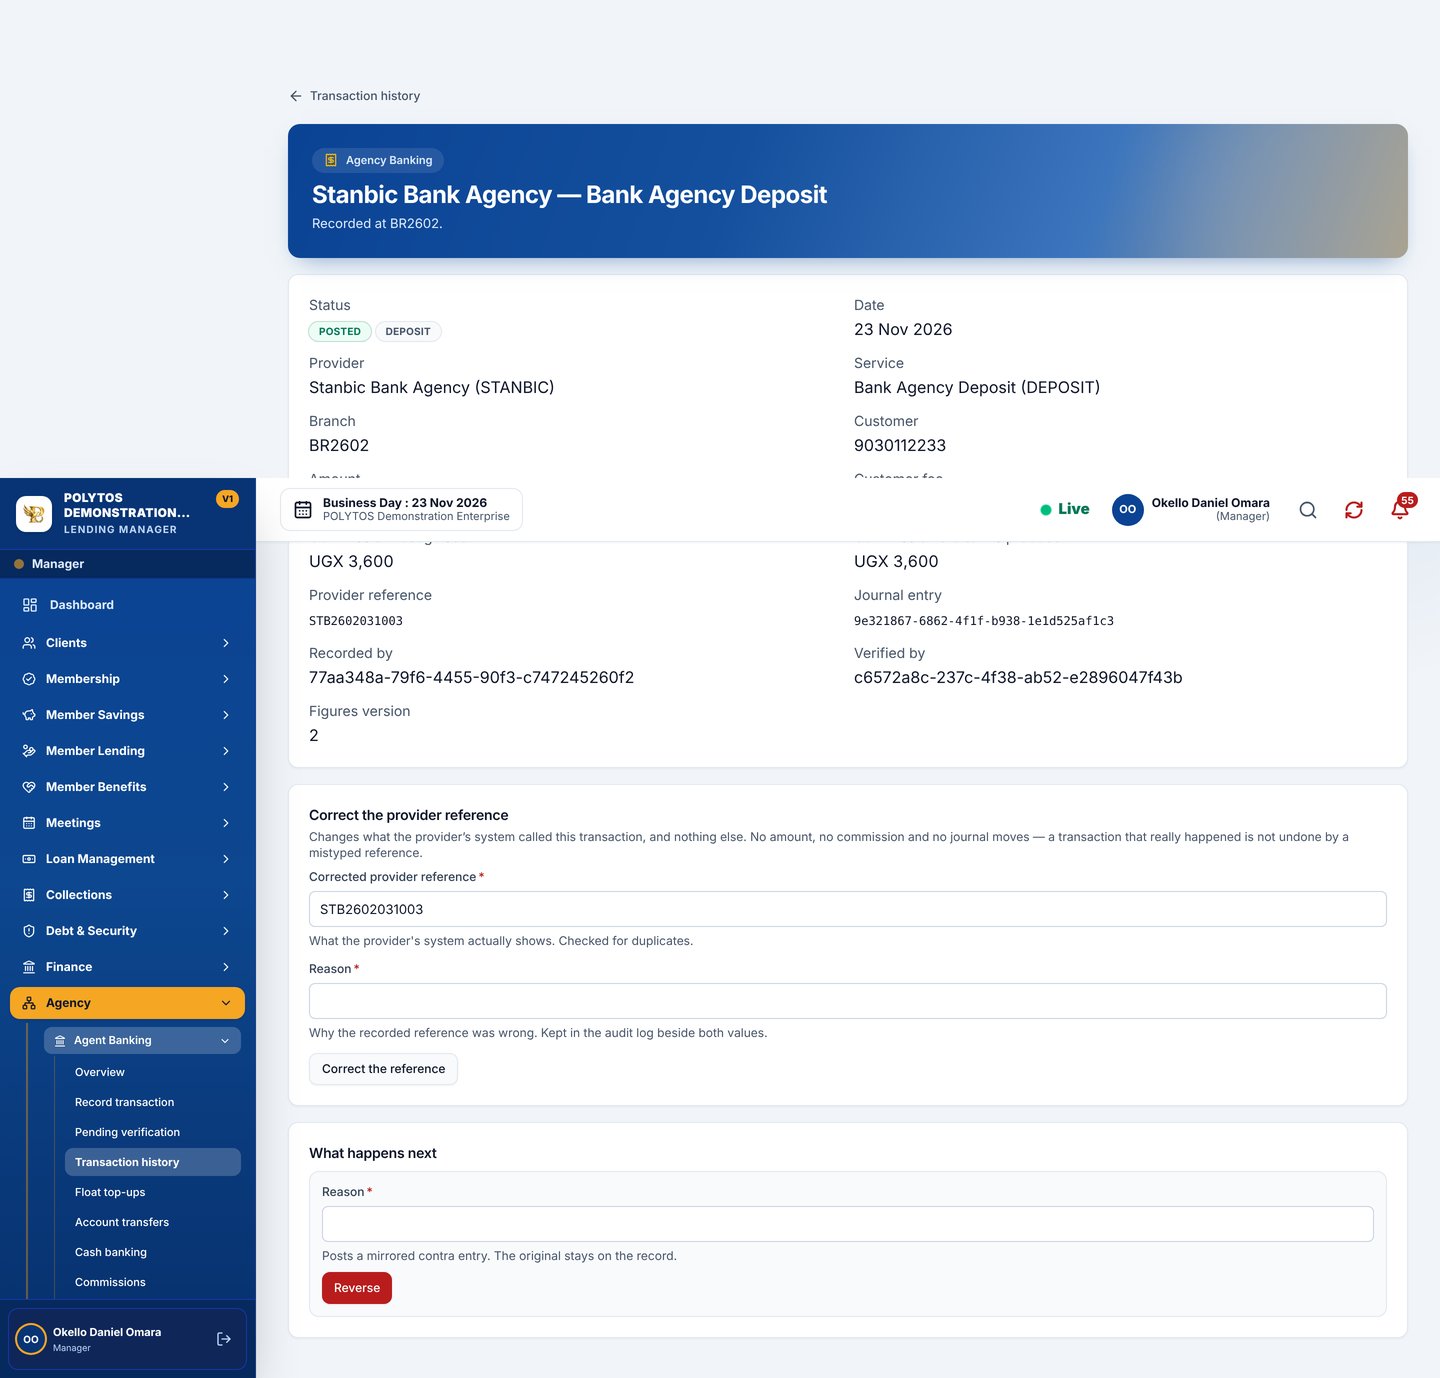 Transaction history
Agency Banking
Stanbic Bank Agency — Bank Agency Deposit
Recorded at BR2602.
Status
Date
POSTED
DEPOSIT
23 Nov 2026
Provider
Service
Stanbic Bank Agency (STANBIC)
Bank Agency Deposit (DEPOSIT)
Branch
Customer
BR2602
9030112233
Amount
Customer fee
POLYTOS
DEMONSTRATION...
LENDING MANAGER
V1
Business Day : 23 Nov 2026
POLYTOS Demonstration Enterprise
Live
OO
Okello Daniel Omara
(Manager)
55
Manager
Dashboard
Clients
Membership
Member Savings
Member Lending
Member Benefits
Meetings
Loan Management
Collections
Debt & Security
Finance
Agency
Agent Banking
Overview
Record transaction
Pending verification
Transaction history
Float top-ups
Account transfers
Cash banking
Commissions
OO
Okello Daniel Omara
Manager
UGX 3,600
UGX 3,600
Provider reference
Journal entry
STB2602031003
9e321867-6862-4f1f-b938-1e1d525af1c3
Recorded by
Verified by
77aa348a-79f6-4455-90f3-c747245260f2
c6572a8c-237c-4f38-ab52-e2896047f43b
Figures version
2
Correct the provider reference
Changes what the provider’s system called this transaction, and nothing else. No amount, no commission and no journal moves — a transaction that really happened is not undone by a
mistyped reference.
Corrected provider reference *
STB2602031003
What the provider's system actually shows. Checked for duplicates.
Reason *
Why the recorded reference was wrong. Kept in the audit log beside both values.
Correct the reference
What happens next
Reason *
Posts a mirrored contra entry. The original stays on the record.
Reverse